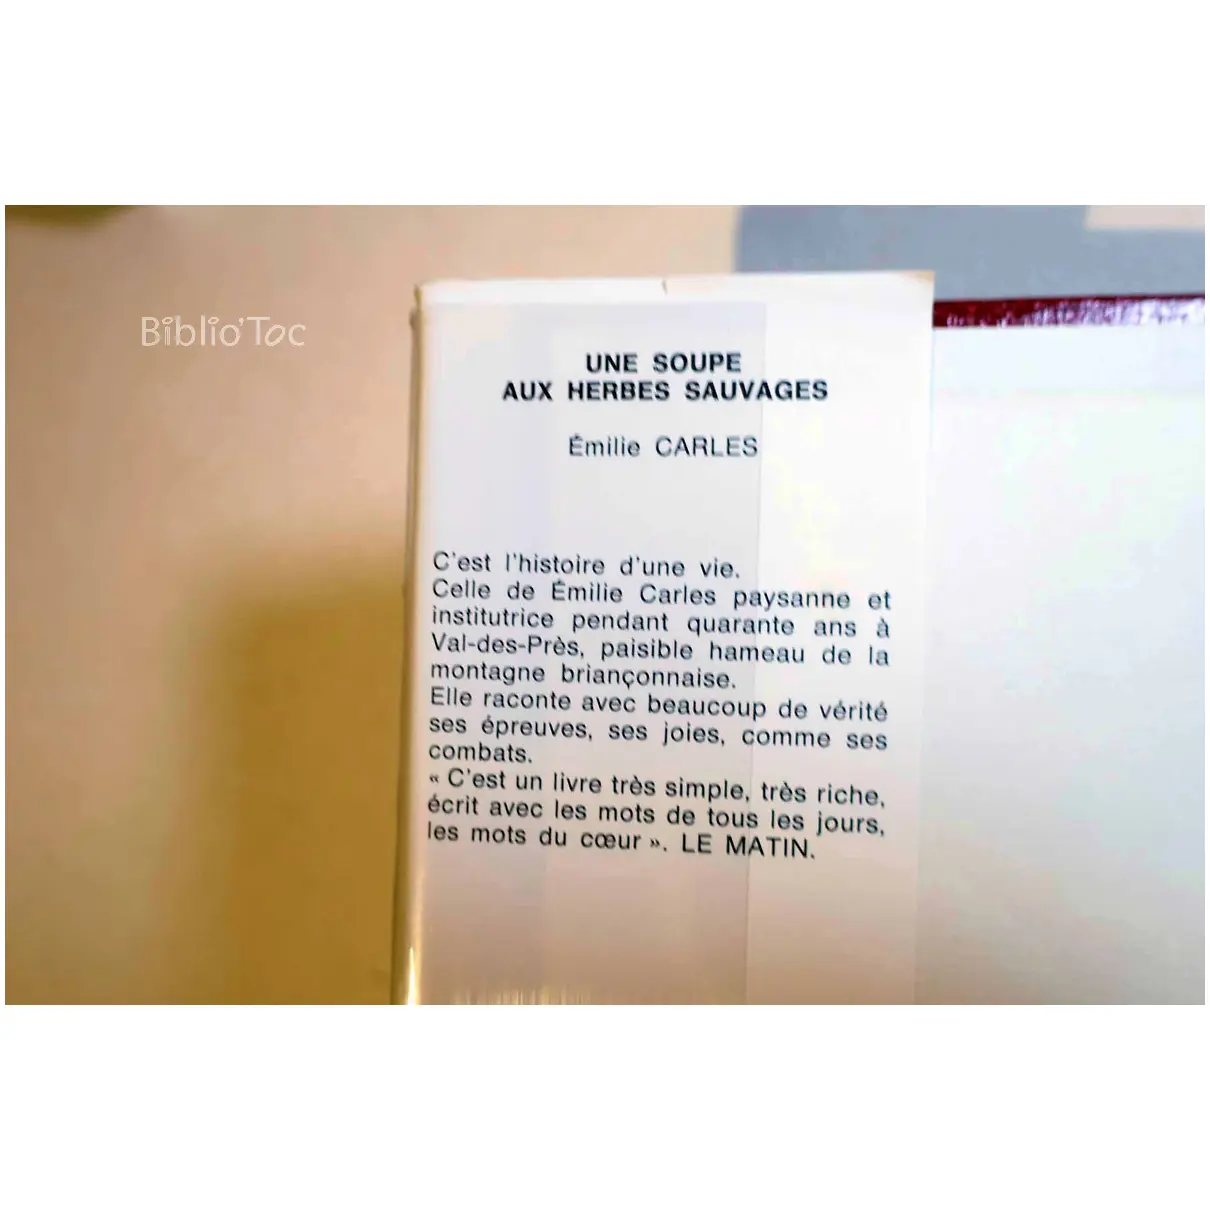 Biblio'Toc
UNE SOUPE
AUX HERBES SAUVAGES
Émilie CARLES
C'est l'histoire d'une vie.
Celle de Émilie Carles paysanne et
institutrice pendant quarante ans à
Val-des-Près, paisible hameau de la
montagne briançonnaise.
Elle raconte avec beaucoup de vérité
ses épreuves, ses joies, comme ses
combats.
« C'est un livre très simple, très riche,
écrit avec les mots de tous les jours,
les mots du cœur ». LE MATIN.